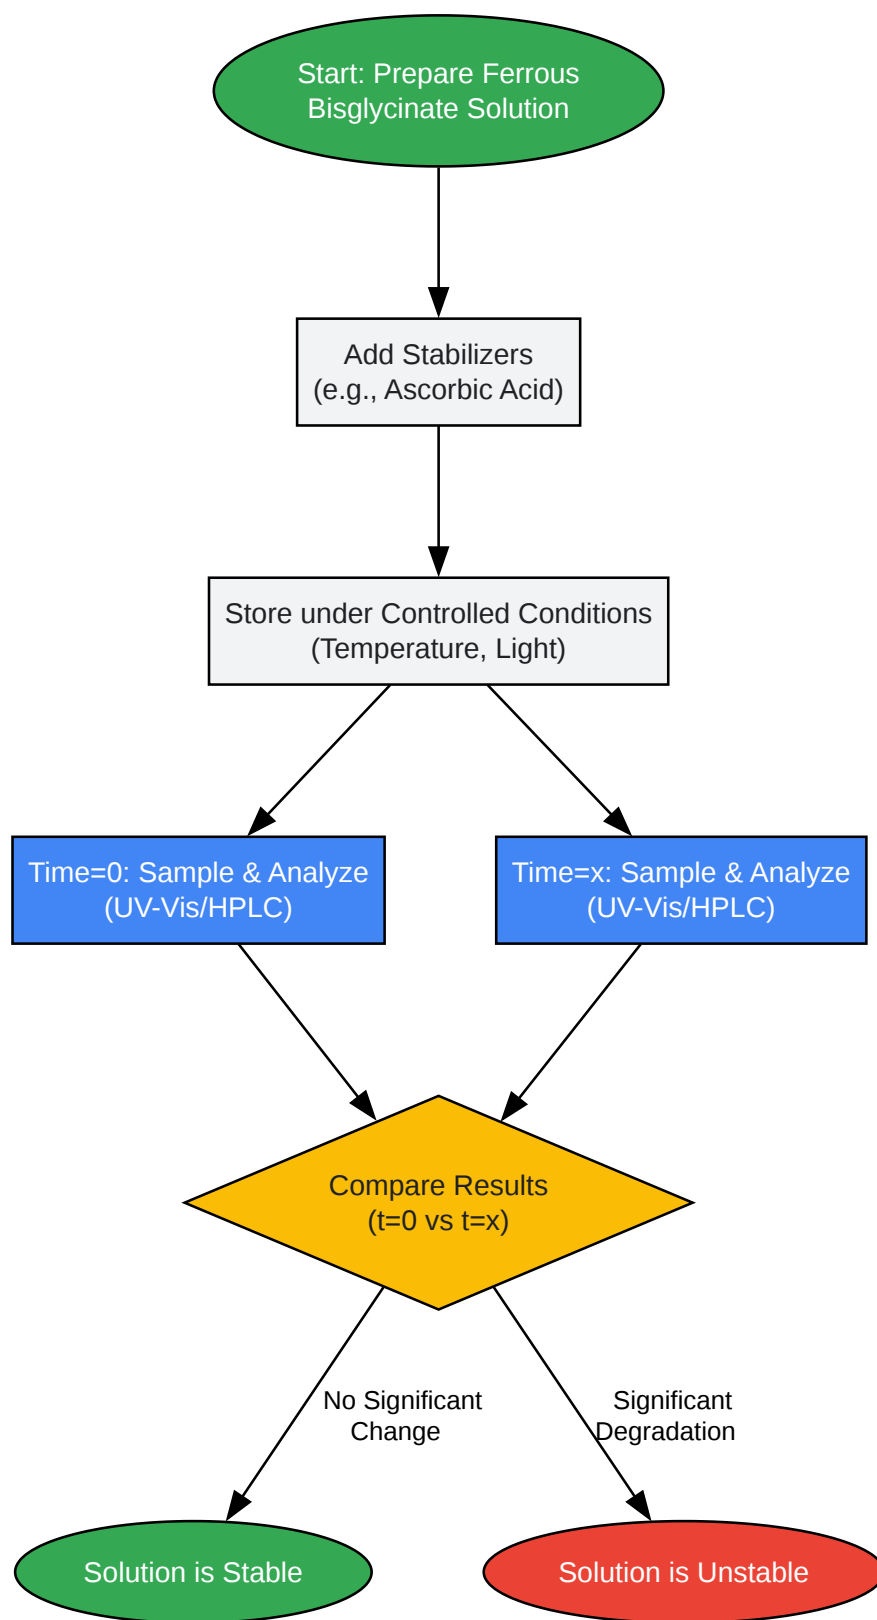 Start: Prepare Ferrous
Bisglycinate Solution
Add Stabilizers
(e.g., Ascorbic Acid)
Store under Controlled Conditions
(Temperature, Light)
Time=0: Sample & Analyze
(UV-Vis/HPLC)
Time=x: Sample & Analyze
(UV-Vis/HPLC)
Compare Results
(t=0 vs t=x)
No Significant
Change
Significant
Degradation
Solution is Stable
Solution is Unstable